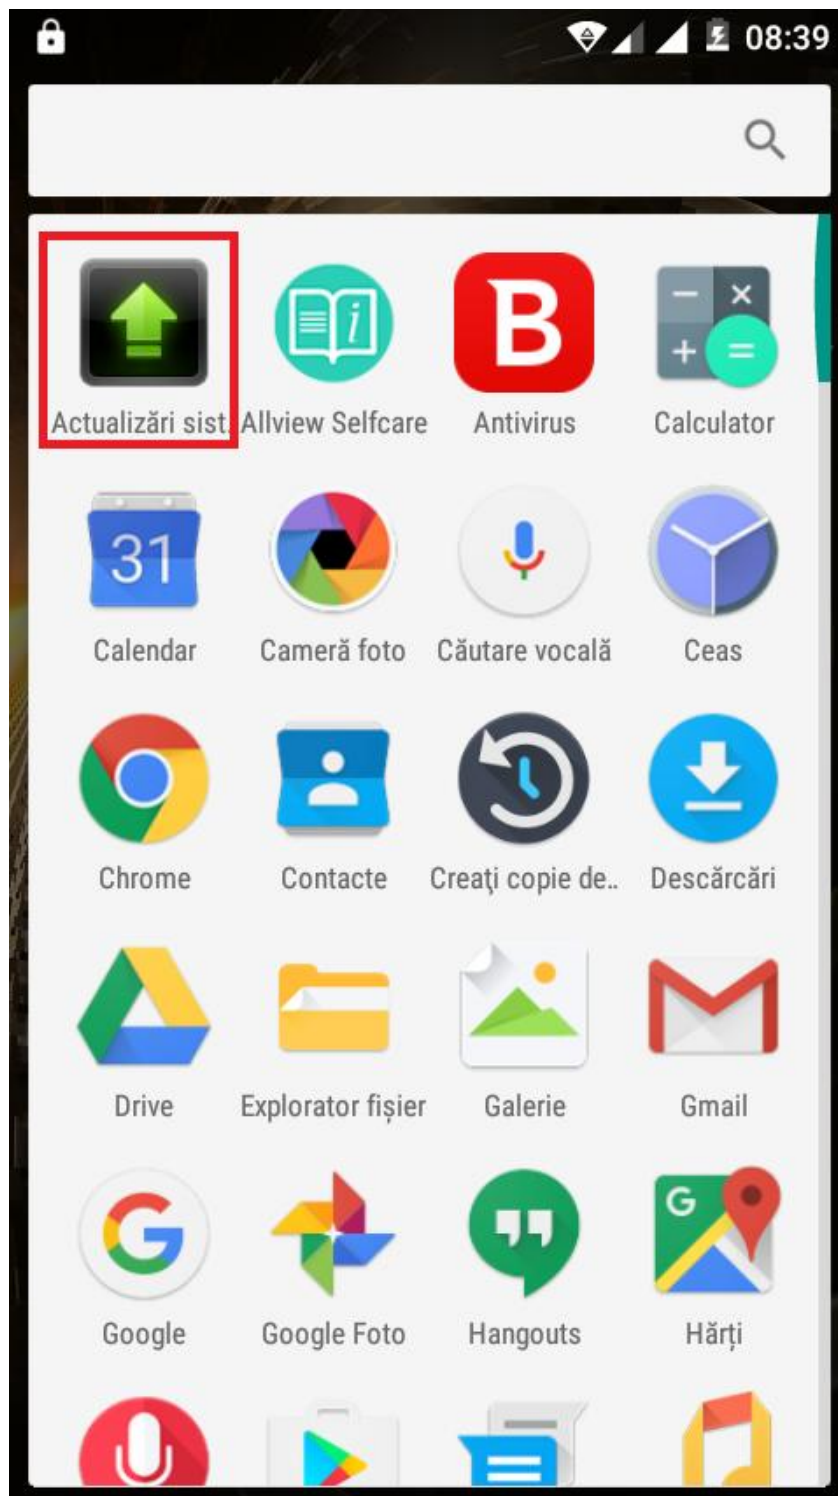 08:39
Actualizări sist. Allview Selfcare Antivirus Calculator
31
Calendar Cameră foto Căutare vocală Ceas
Chrome Contacte Creaţi copie de.. Descărcări
Drive Explorator fișier Galerie Gmail
Google Google Foto Hangouts Hărți